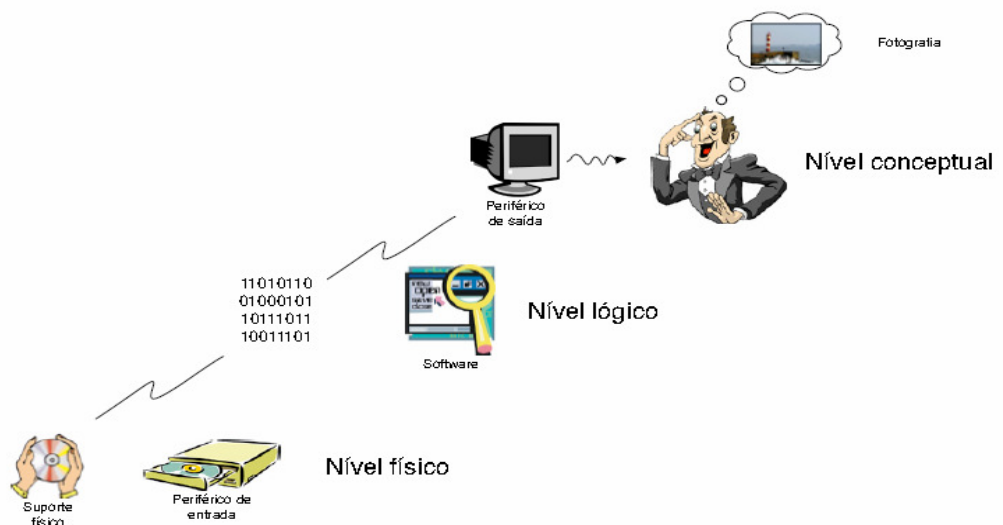 Fotografia
Nível conceptual
Periférico
de saída
11010110
01000101
10111011
10011101
Nível lógico
Software
Nível físico
Suporte
físico
Periférico de
entrada